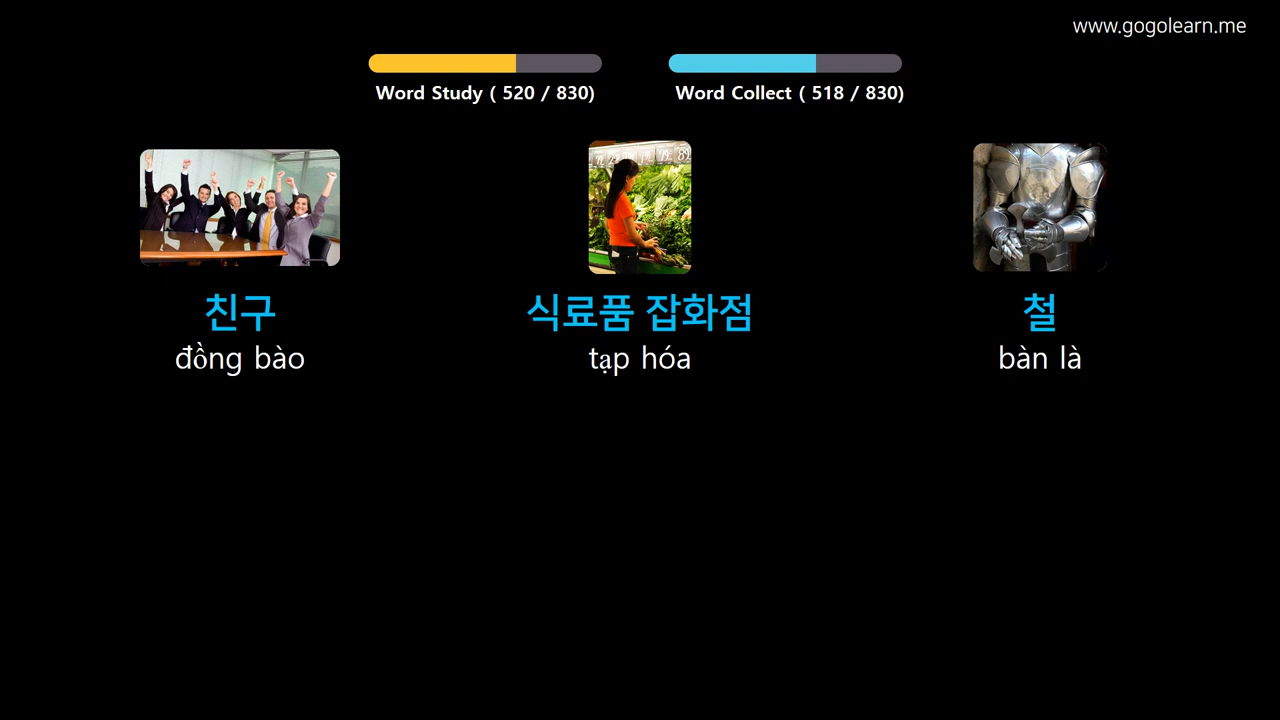 www.gogolearn.me
Word Study ( 520 / 830)
Word Collect ( 518 / 830)
친구
đồng bào
식료품 잡화점
tạp hóa
철
bàn là